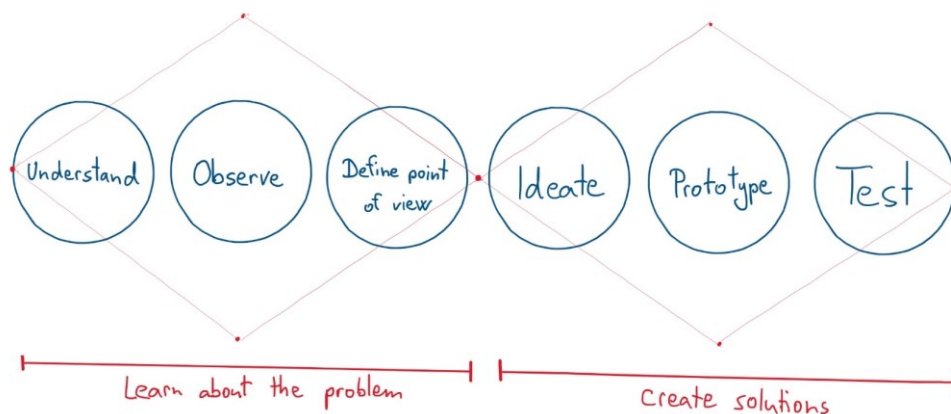 Understand
Observe
Define point
of view
Ideate
Prototype
Test
Learn about the problem
Create solutions